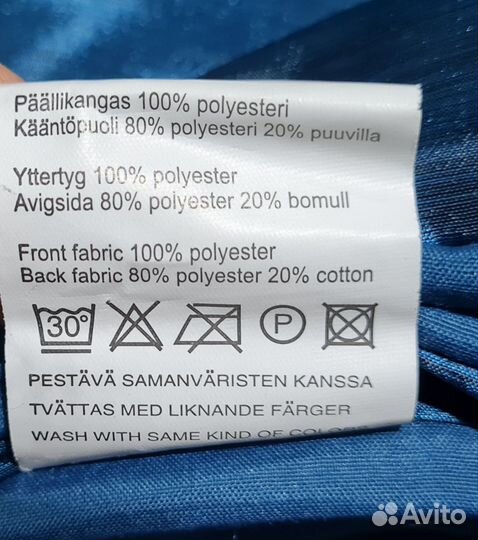 Päällikangas 100% polyesteri
Kääntöpuoli 80% polyesteri 20% puuvilla
Yttertyg 100% polyester
Avigsida 80% polyester 20% bomull
Front fabric 100% polyester
Back fabric 80% polyester 20% cotton
30° P
PESTÄVÄ SAMANVÄRISTEN KANSSA
TVÄTTAS MED LIKNANDE FÄRGER
WASH WITH SAME KIND OF COLORS
Avito